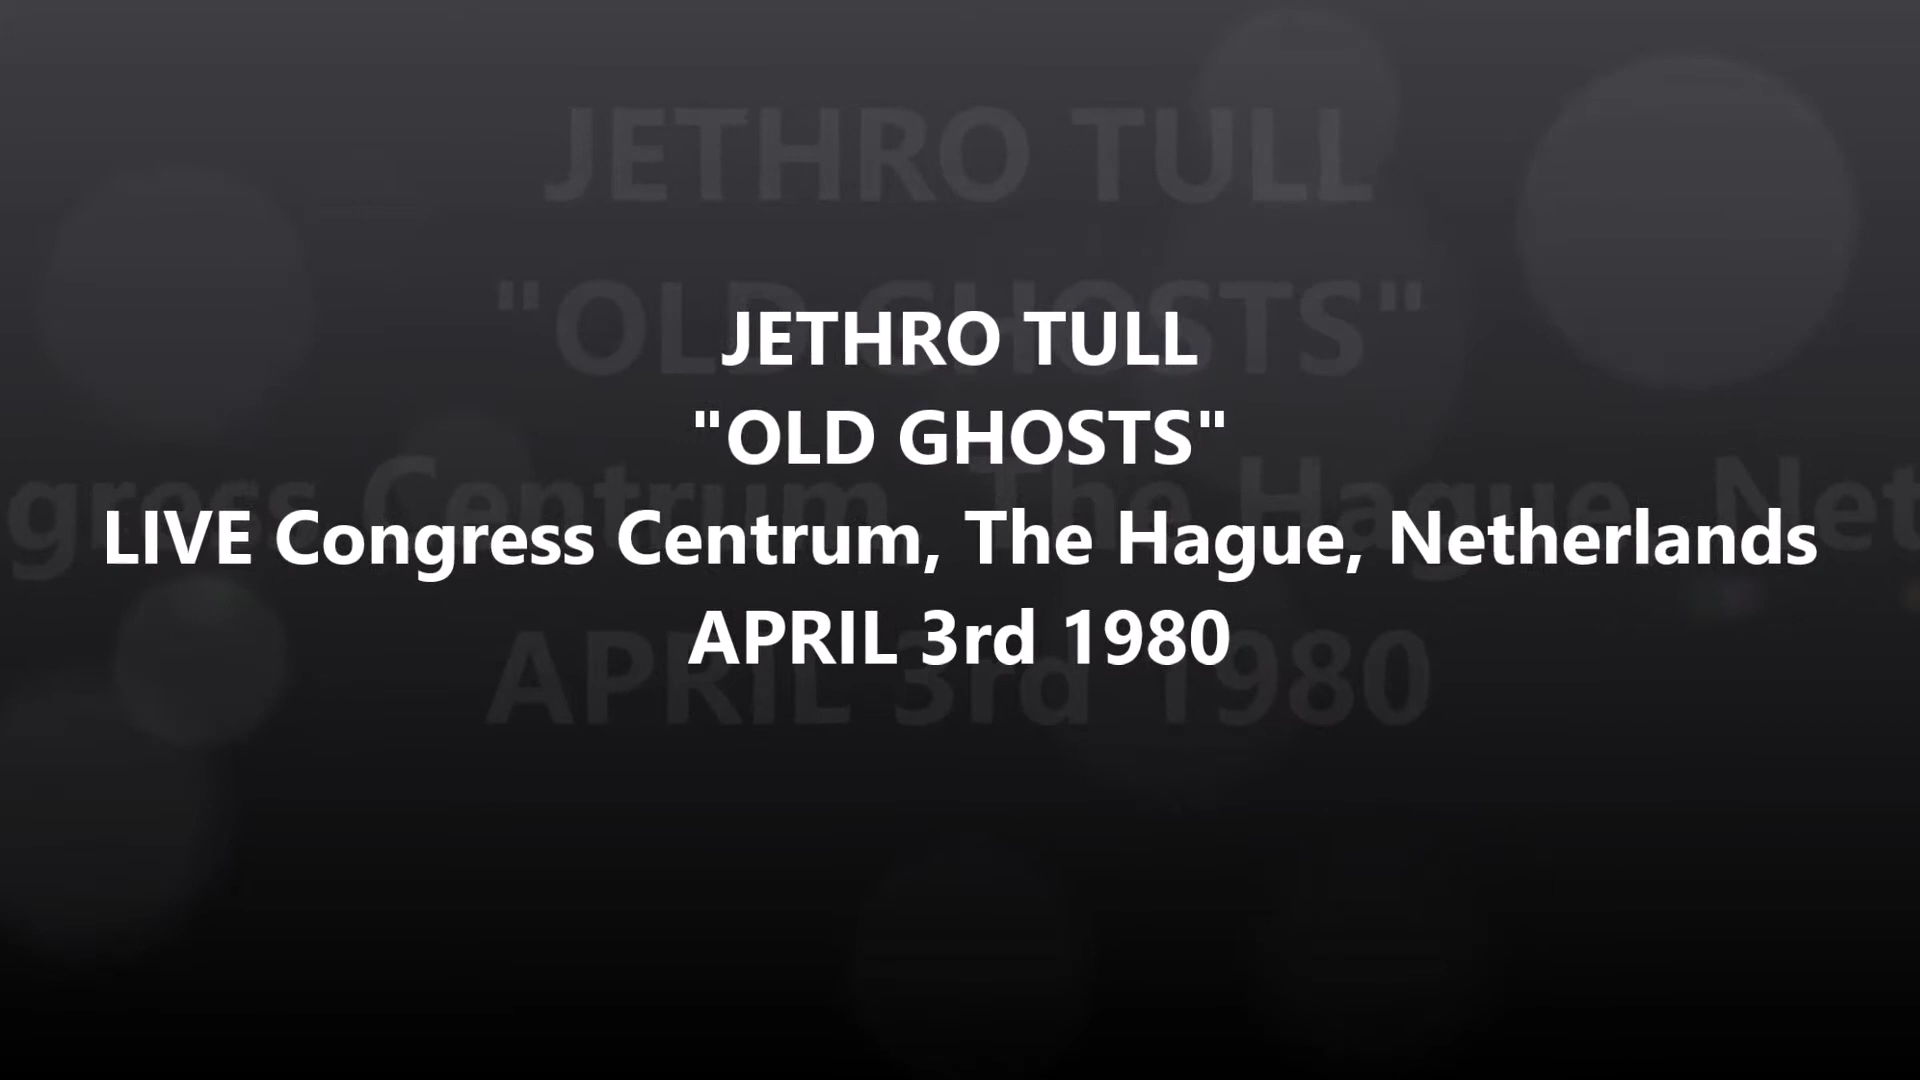 JETHRO TULL
"OLD GHOSTS"
LIVE Congress Centrum, The Hague, Netherlands
APRIL 3rd 1980